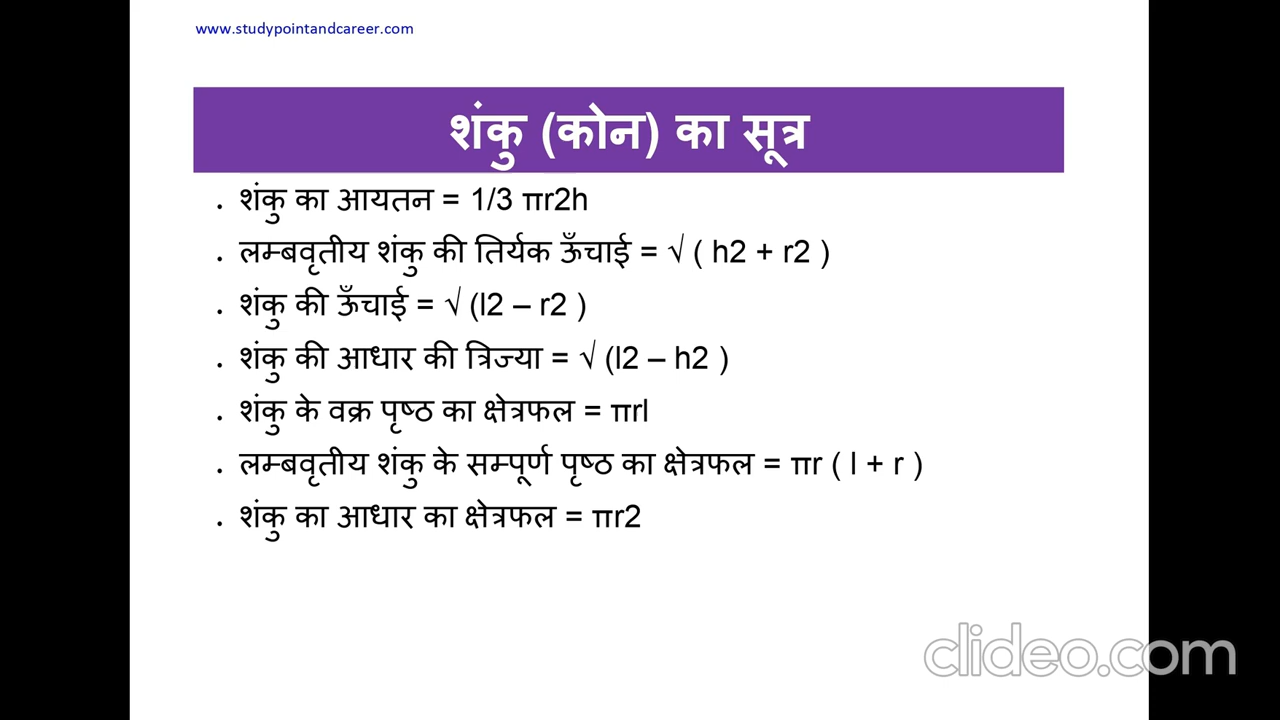 www.studypointandcareer.com
शंकु (कोन) का सूत्र
. शंकु का आयतन = 1/3 πr2h
. लम्बवृतीय शंकु की तिर्यक ऊँचाई = √ ( h2 + r2 )
. शंकु की ऊँचाई = √ (l2 – r2 )
. शंकु की आधार की त्रिज्या = √ (l2 – h2 )
. शंकु के वक्र पृष्ठ का क्षेत्रफल = πrl
. लम्बवृतीय शंकु के सम्पूर्ण पृष्ठ का क्षेत्रफल = πr ( l + r )
. शंकु का आधार का क्षेत्रफल = πr2
clideo.com